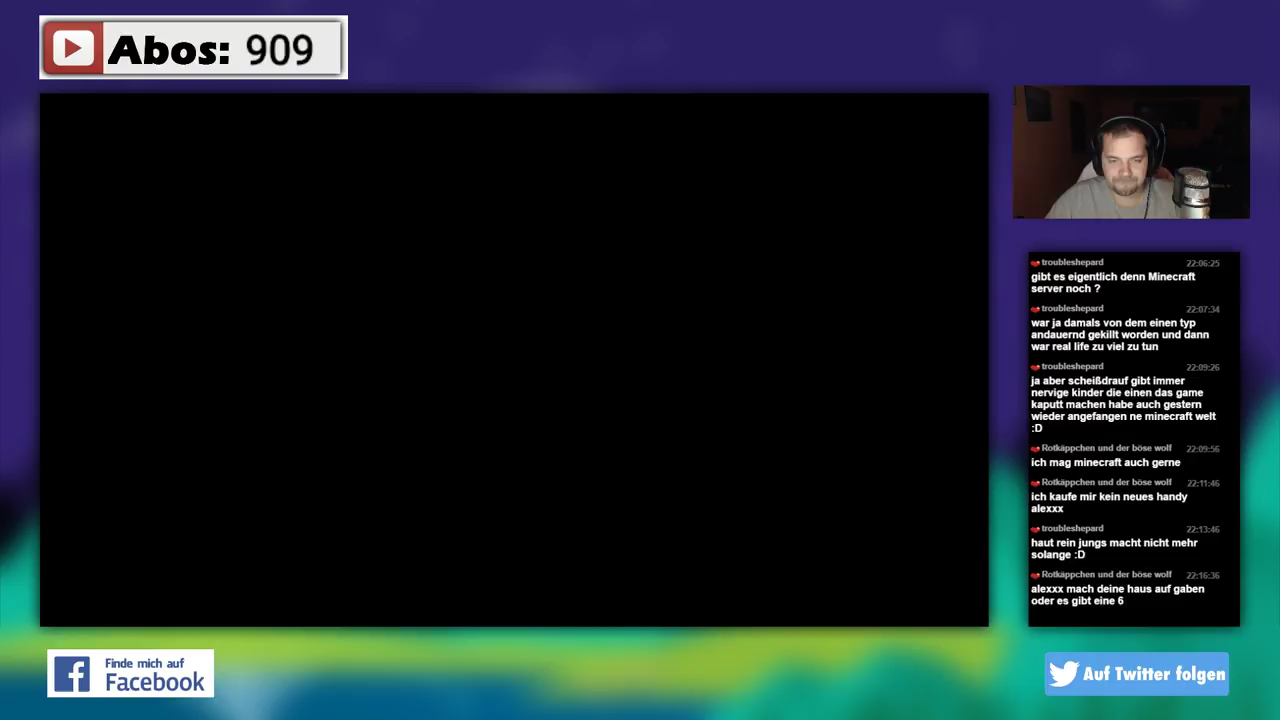 Abos: 909
troubleshepard 22:06:25
gibt es eigentlich denn Minecraft
server noch ?
troubleshepard 22:07:34
war ja damals von dem einen typ
andauernd gekillt worden und dann
war real life zu viel zu tun
troubleshepard 22:09:26
ja aber scheißdrauf gibt immer
nervige kinder die einen das game
kaputt machen habe auch gestern
wieder angefangen ne minecraft welt
:D
Rotkäppchen und der böse wolf 22:09:56
ich mag minecraft auch gerne
Rotkäppchen und der böse wolf 22:11:46
ich kaufe mir kein neues handy
alexxx
troubleshepard 22:13:46
haut rein jungs macht nicht mehr
solange :D
Rotkäppchen und der böse wolf 22:16:36
alexxx mach deine haus auf gaben
oder es gibt eine 6
Finde mich auf
Facebook
Auf Twitter folgen